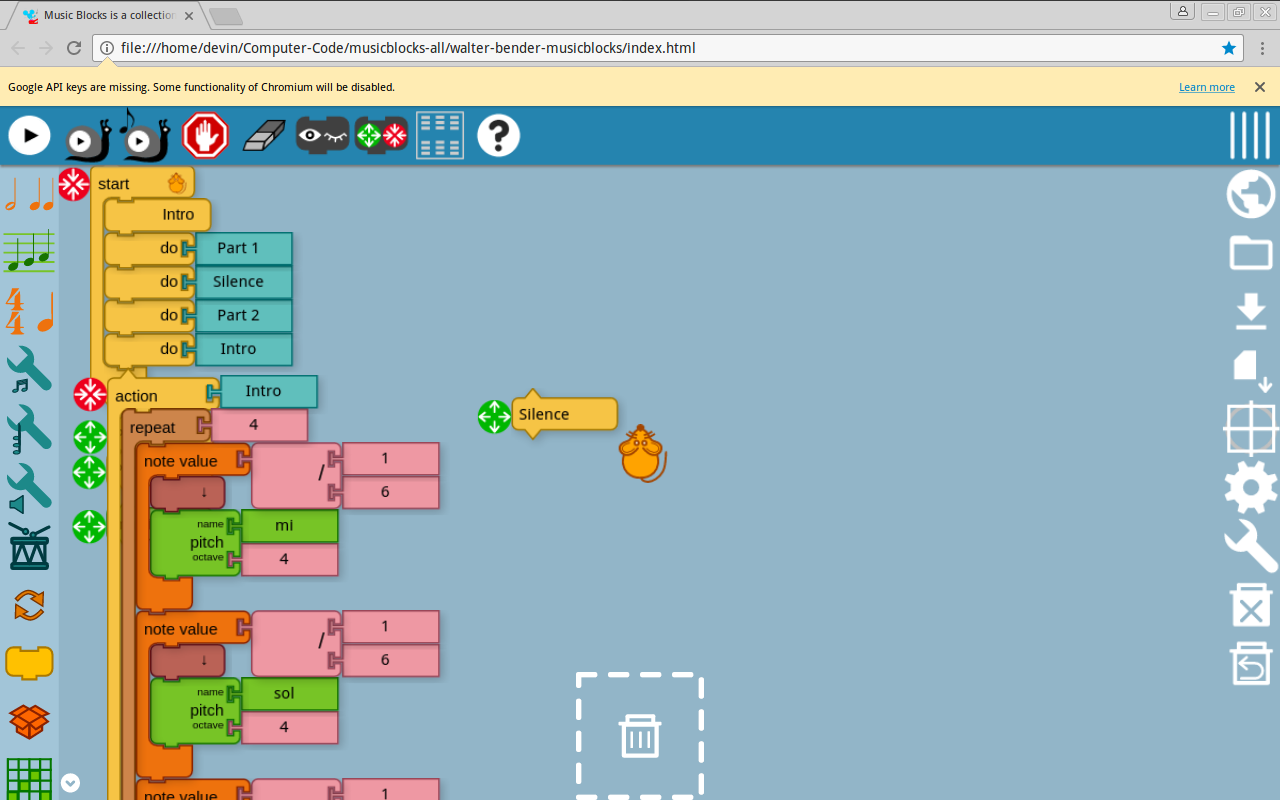 Music Blocks is a collection
file:///home/devin/Computer-Code/musicblocks-all/walter-bender-musicblocks/index.html
Google API keys are missing. Some functionality of Chromium will be disabled.
Learn more
start
Intro
do Part 1
do Silence
do Part 2
do Intro
action Intro
repeat 4
note value / 1
6
↓
name mi
pitch
octave 4
Silence
note value / 1
6
↓
name sol
pitch
octave 4
note value 1
4
4
?